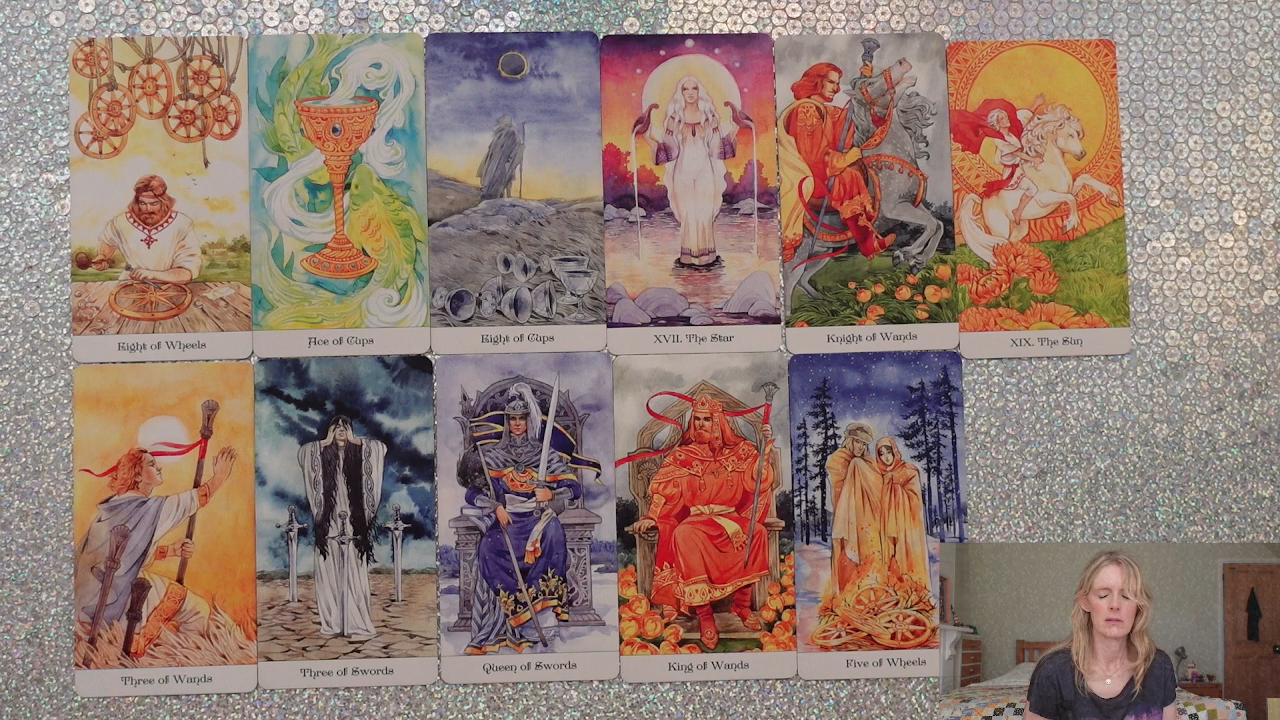 Eight of Wheels
Ace of Cups
Eight of Cups
XVII. The Star
Knight of Wands
XIX. The Sun
Three of Wands
Three of Swords
Queen of Swords
King of Wands
Five of Wheels